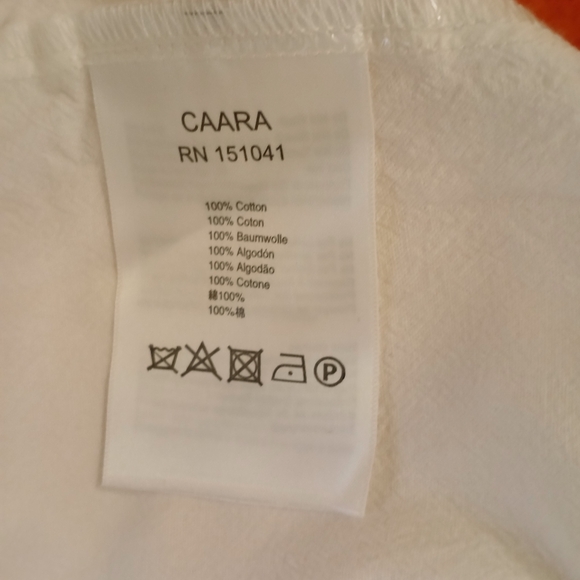 CAARA
RN 151041
100% Cotton
100% Coton
100% Baumwolle
100% Algodón
100% Algodão
100% Cotone
綿100%
100%棉
P